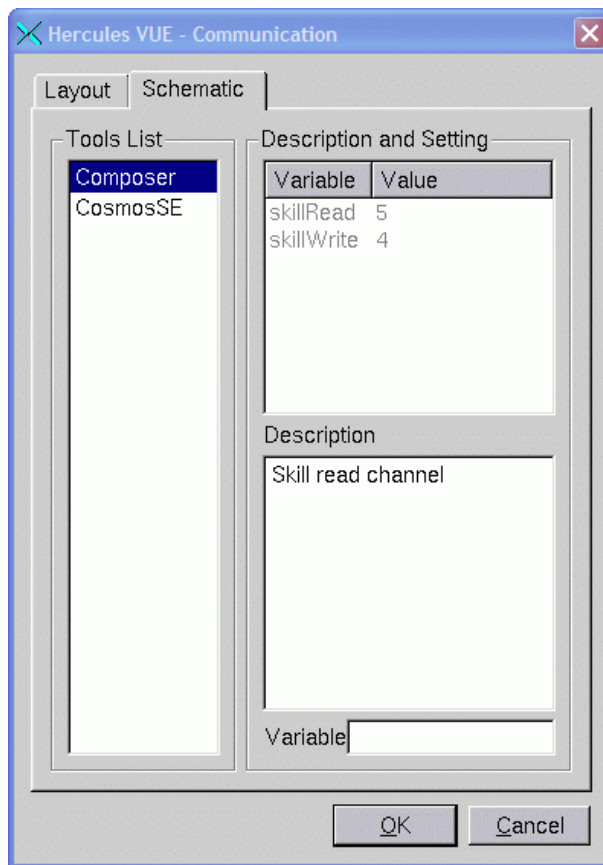 Hercules VUE - Communication
Layout
Schematic
Tools List
Composer
CosmosSE
Description and Setting
Variable Value
skillRead 5
skillWrite 4
Description
Skill read channel
Variable
OK Cancel